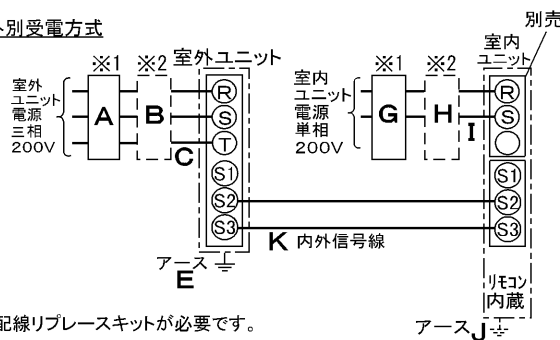 外別受電方式
別売
※1
※2
室外ユニット
室外
ユニット
電源
三相
200V
A
B
C
R
S
T
S1
S2
S3
アース
E
※1
※2
室内
ユニット
室内
ユニット
電源
単相
200V
G
H
I
R
S
S1
S2
S3
K 内外信号線
リモコン
内蔵
アース
J
配線リプレースキットが必要です。